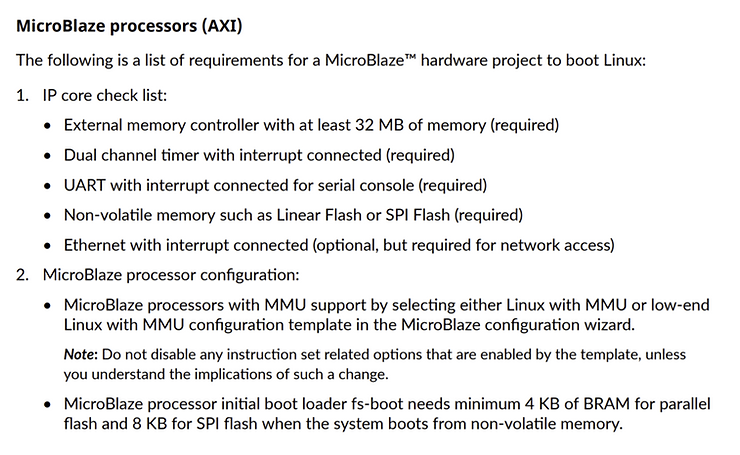 MicroBlaze processors (AXI)
The following is a list of requirements for a MicroBlaze™ hardware project to boot Linux:
1. IP core check list:
• External memory controller with at least 32 MB of memory (required)
• Dual channel timer with interrupt connected (required)
• UART with interrupt connected for serial console (required)
• Non-volatile memory such as Linear Flash or SPI Flash (required)
• Ethernet with interrupt connected (optional, but required for network access)
2. MicroBlaze processor configuration:
• MicroBlaze processors with MMU support by selecting either Linux with MMU or low-end
Linux with MMU configuration template in the MicroBlaze configuration wizard.
Note: Do not disable any instruction set related options that are enabled by the template, unless
you understand the implications of such a change.
• MicroBlaze processor initial boot loader fs-boot needs minimum 4 KB of BRAM for parallel
flash and 8 KB for SPI flash when the system boots from non-volatile memory.